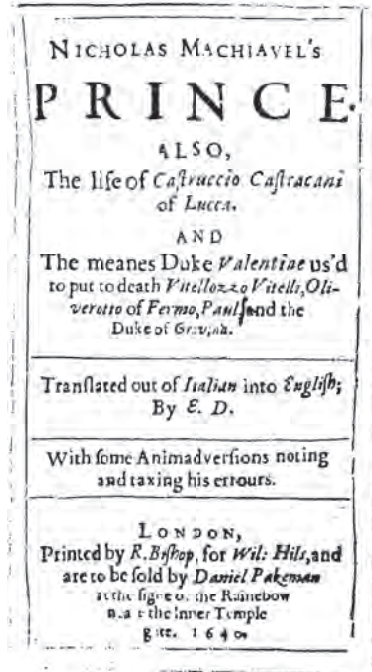 NICHOLAS MACHIAVEL's
PRINCE.
ALSO,
The life of Caſtruccio Caſtracani
of Lucca.
AND
The meanes Duke Valentine us'd
to put to death Vitellozzo Vitelli, Oli-
verotto of Fermo, Paul, and the
Duke of Gravina.
Tranſlated out of Italian into Engliſh;
By E. D.
With ſome Animadverſions noting
and taxing his errours.
LONDON,
Printed by R. Biſhop, for Wil: Hils, and
are to be ſold by Daniel Pakeman
at the ſigne of the Rainebow
near the Inner Temple
gate. 1640.